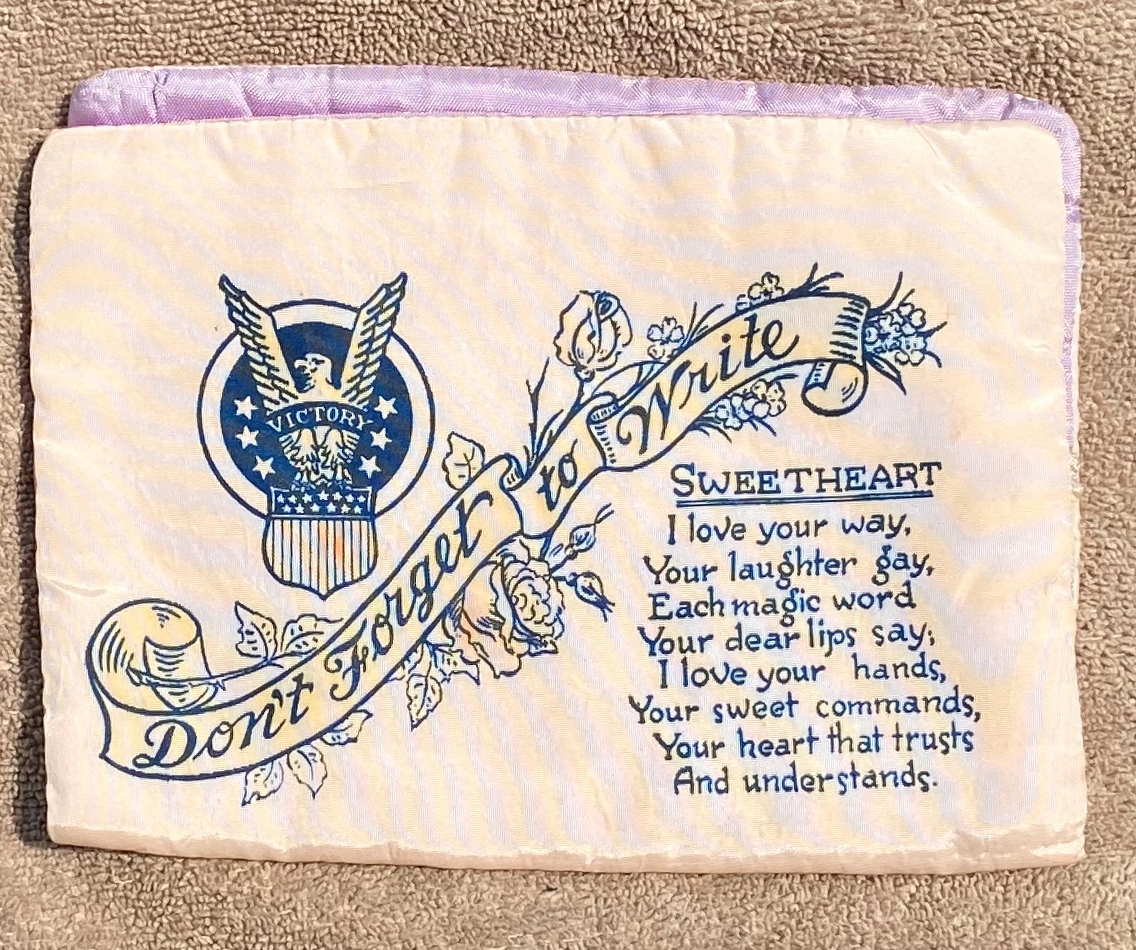 VICTORY
Don't Forget to Write
SWEETHEART
I love your way,
Your laughter gay,
Each magic word
Your dear lips say;
I love your hands,
Your sweet commands,
Your heart that trusts
And understands.